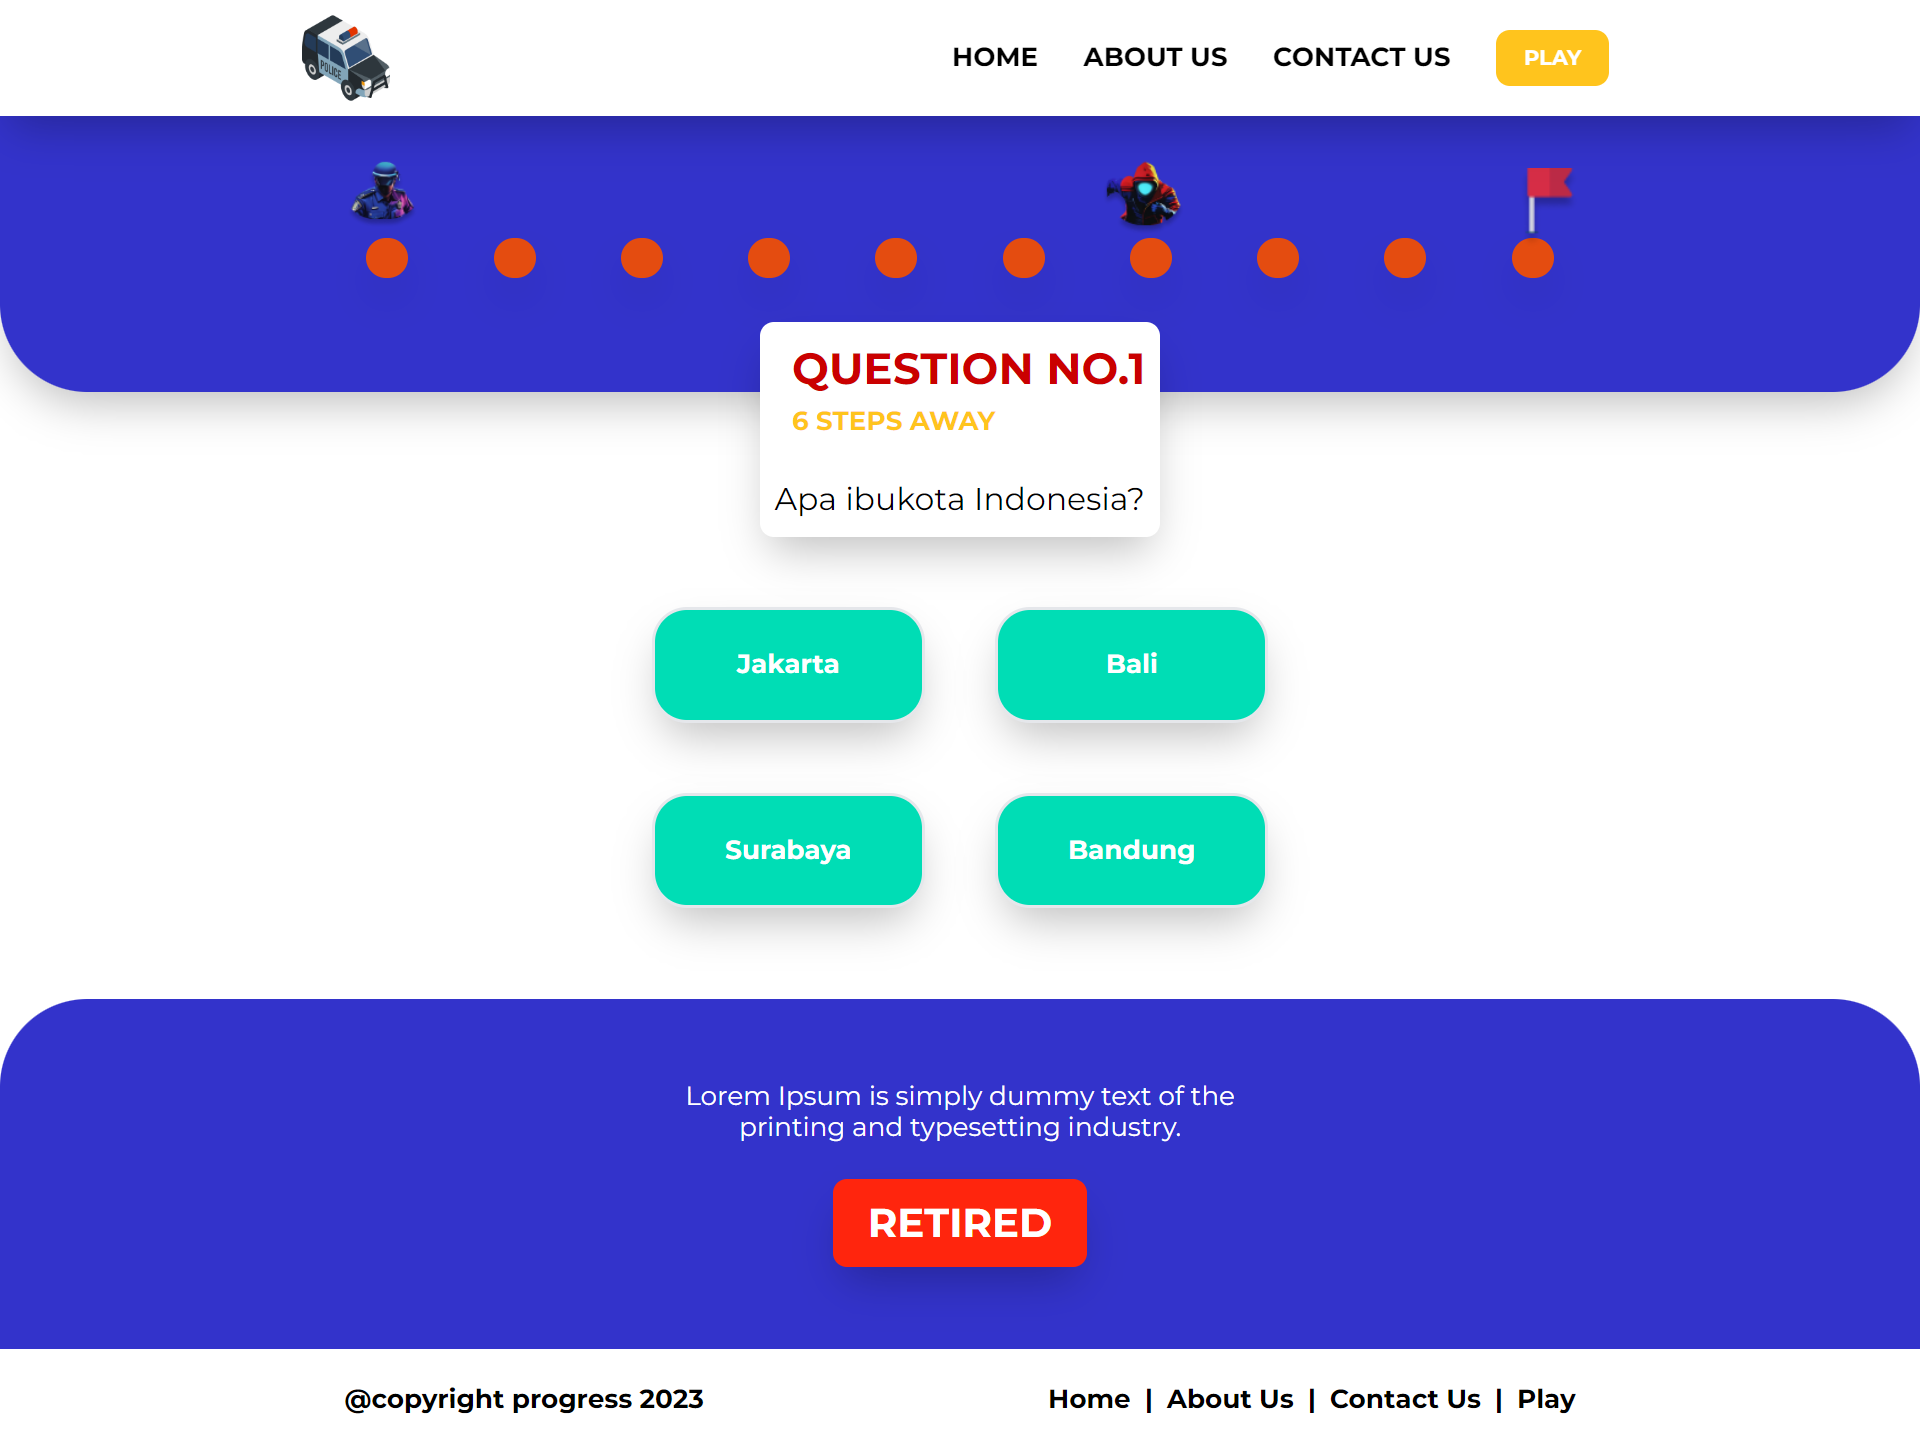 POLICE
HOME ABOUT US CONTACT US PLAY
QUESTION NO.1
6 STEPS AWAY
Apa ibukota Indonesia?
Jakarta Bali
Surabaya Bandung
Lorem Ipsum is simply dummy text of the
printing and typesetting industry.
RETIRED
@copyright progress 2023 Home | About Us | Contact Us | Play